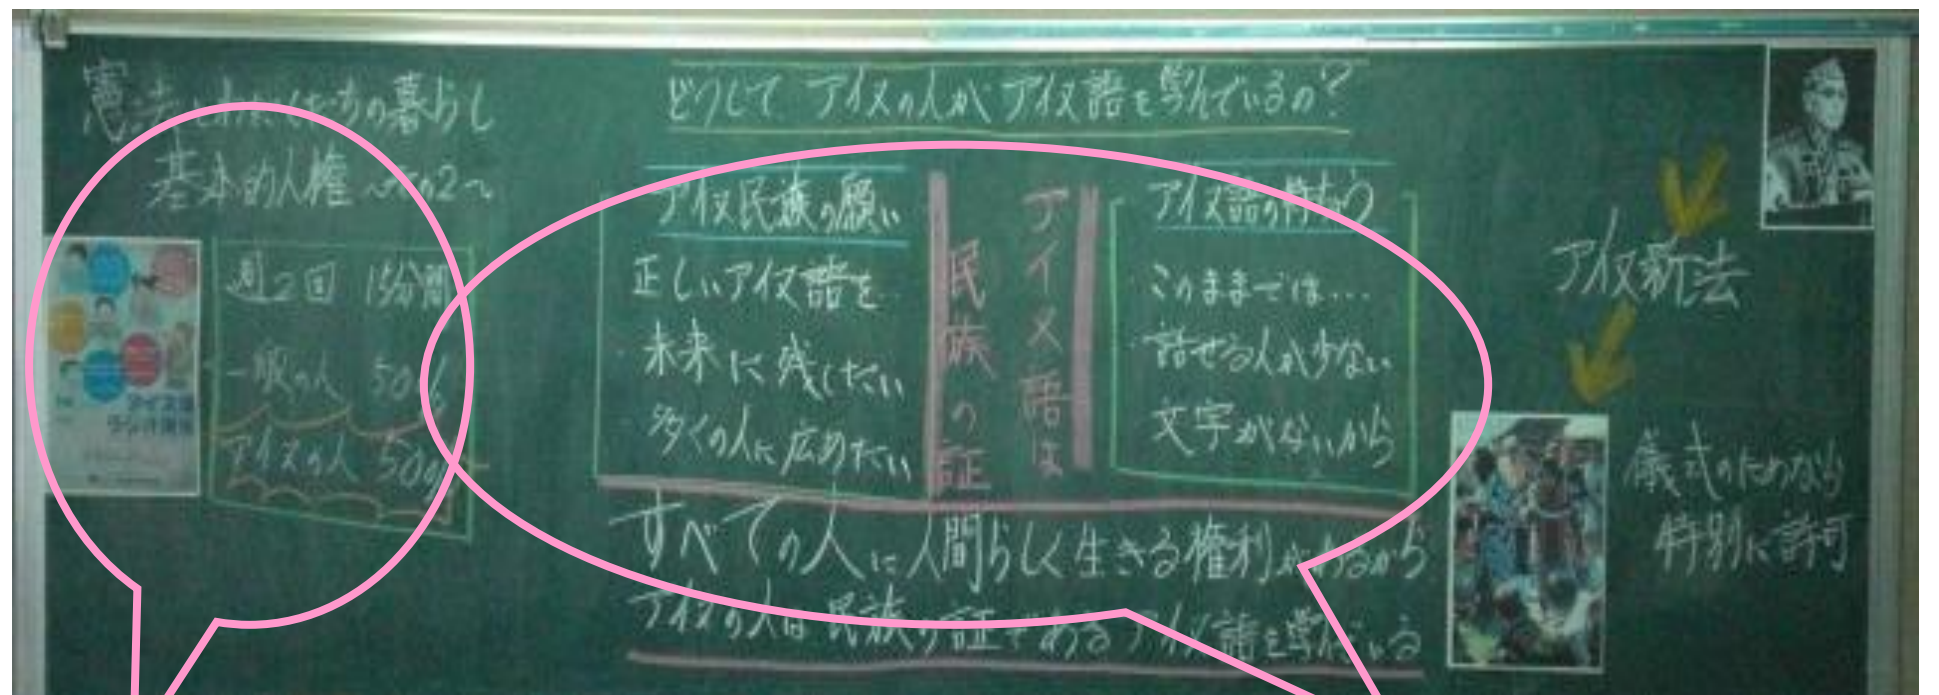 憲法とわたしたちの暮らし
基本的人権 〜その2〜
週2回 15分間
一般の人 50%
アイヌの人 50%
アイヌ語
ラジオ講座
どうして アイヌの人が アイヌ語を学んでいるの?
アイヌ民族の願い
正しいアイヌ語を
未来に残したい
多くの人に広めたい
アイヌ語は
民族の証
アイヌ語の
このままでは…
・話せる人が少ない
文字がないから
すべての人に人間らしく生きる権利があるから
アイヌの人は民族の証であるアイヌ語を学んでいる
アイヌ新法
儀式のためなら
特別に許可